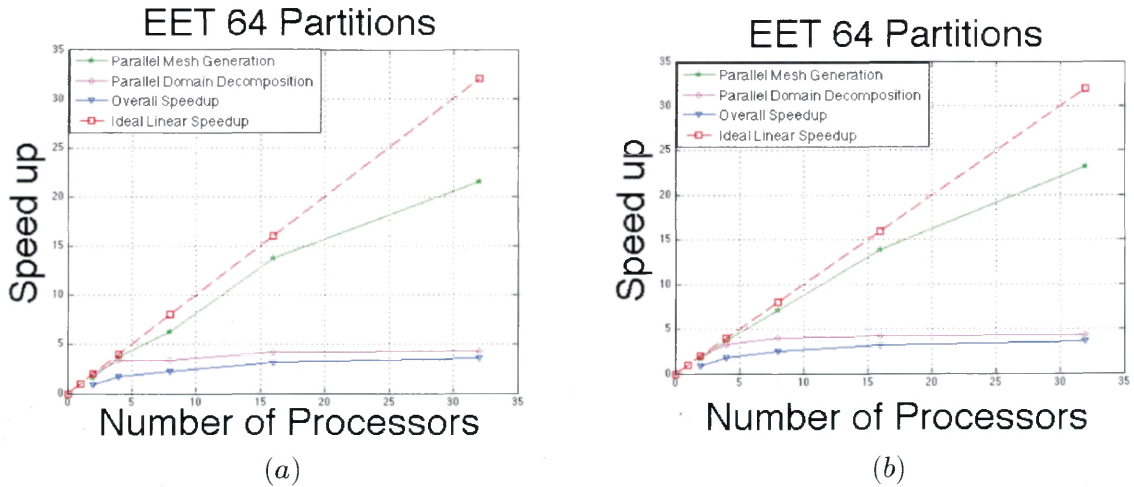 EET 64 Partitions
35
30
25
20
15
10
5
0
Parallel Mesh Generation
Parallel Domain Decomposition
Overall Speedup
Ideal Linear Speedup
Speed up
0 5 10 15 20 25 30 35
Number of Processors
(a)
EET 64 Partitions
35
30
25
20
15
10
5
0
Parallel Mesh Generation
Parallel Domain Decomposition
Overall Speedup
Ideal Linear Speedup
Speed up
0 5 10 15 20 25 30 35
Number of Processors
(b)